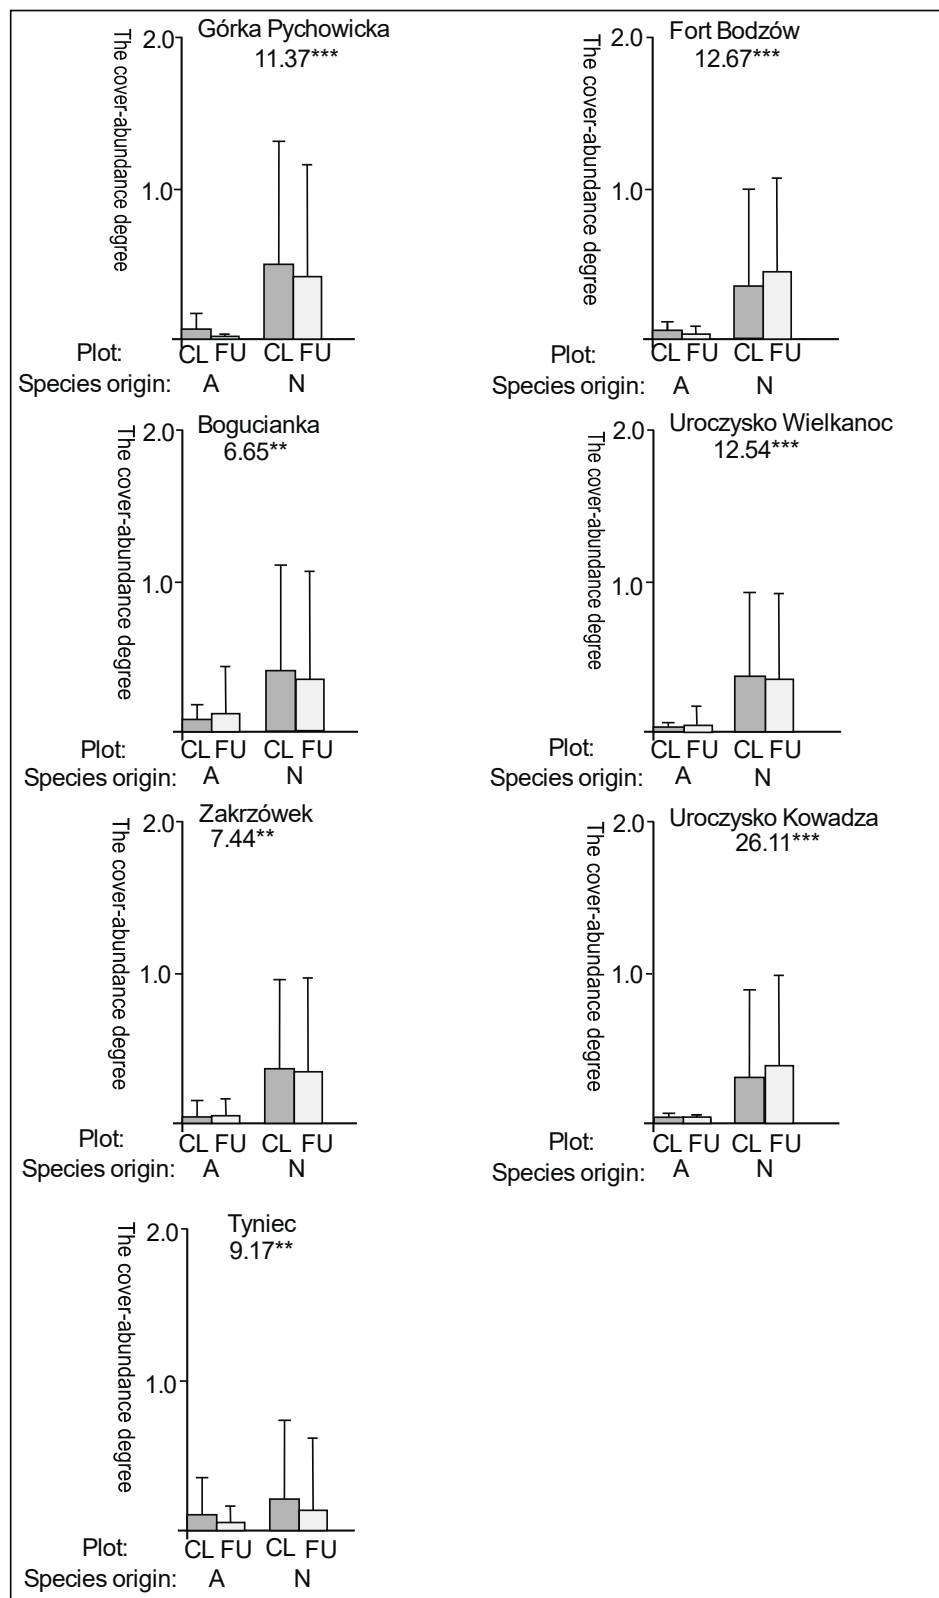 Górka Pychowicka
11.37***
The cover-abundance degree
2.0
1.0
Plot: CL FU CL FU
Species origin: A N
Fort Bodzów
12.67***
The cover-abundance degree
2.0
1.0
Plot: CL FU CL FU
Species origin: A N
Bogucianka
6.65**
The cover-abundance degree
2.0
1.0
Plot: CL FU CL FU
Species origin: A N
Uroczysko Wielkanoc
12.54***
The cover-abundance degree
2.0
1.0
Plot: CL FU CL FU
Species origin: A N
Zakrzówek
7.44**
The cover-abundance degree
2.0
1.0
Plot: CL FU CL FU
Species origin: A N
Uroczysko Kowadza
26.11***
The cover-abundance degree
2.0
1.0
Plot: CL FU CL FU
Species origin: A N
Tyniec
9.17**
The cover-abundance degree
2.0
1.0
Plot: CL FU CL FU
Species origin: A N